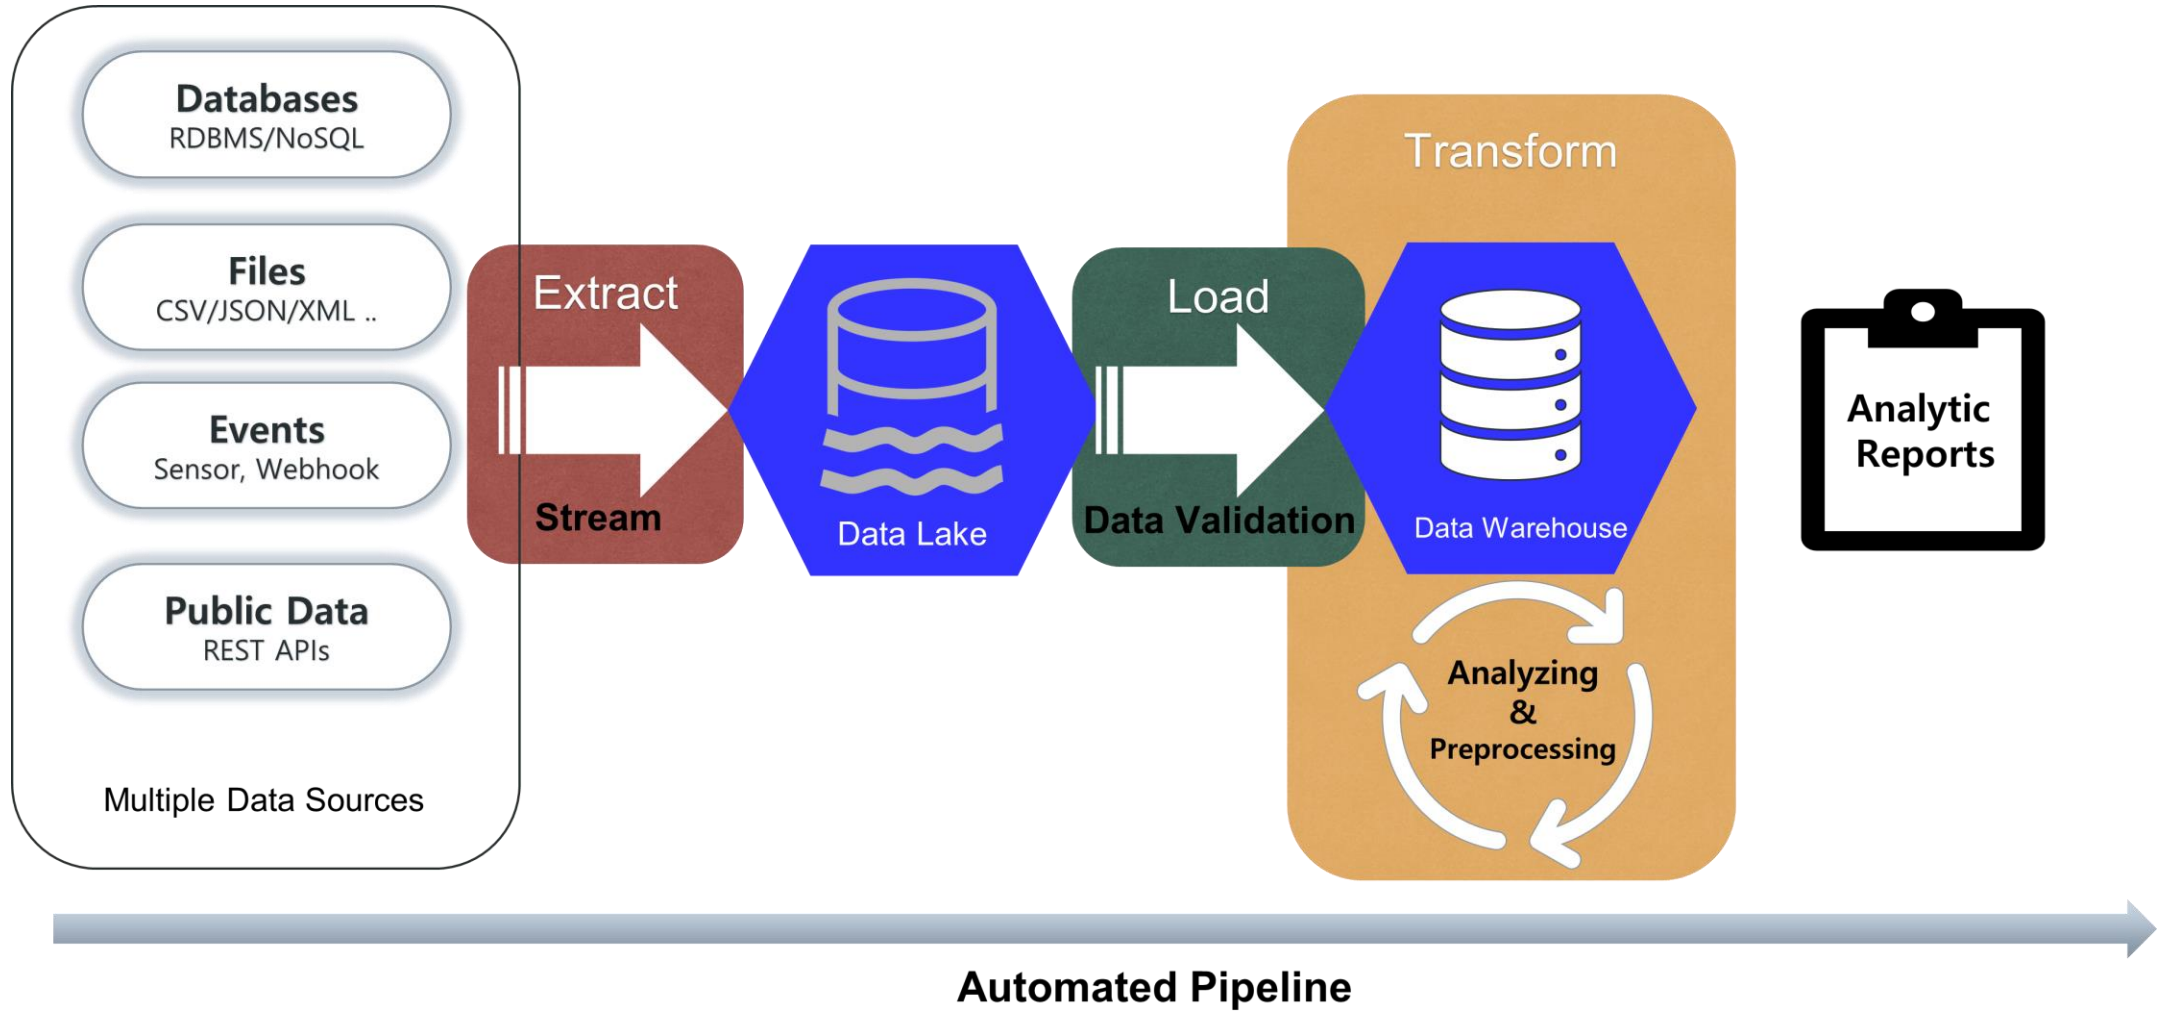 Databases
RDBMS/NoSQL
Files
CSV/JSON/XML ..
Events
Sensor, Webhook
Public Data
REST APIs
Multiple Data Sources
Extract
Stream
Data Lake
Load
Data Validation
Transform
Data Warehouse
Analyzing
&
Preprocessing
Analytic
Reports
Automated Pipeline